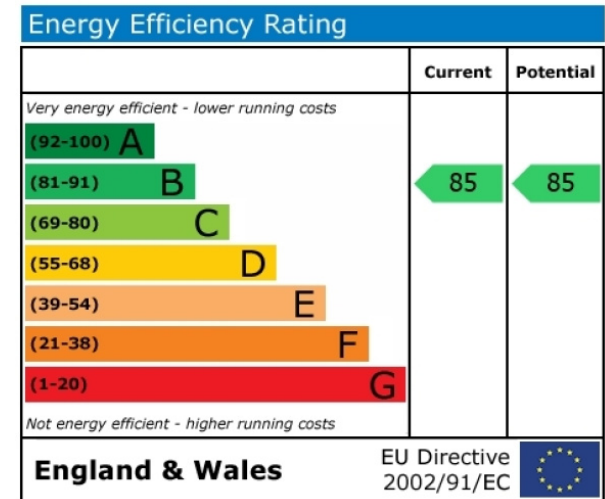 Energy Efficiency Rating
Current Potential
Very energy efficient - lower running costs
(92-100) A
(81-91) B 85 85
(69-80) C
(55-68) D
(39-54) E
(21-38) F
(1-20) G
Not energy efficient - higher running costs
England & Wales
EU Directive
2002/91/EC